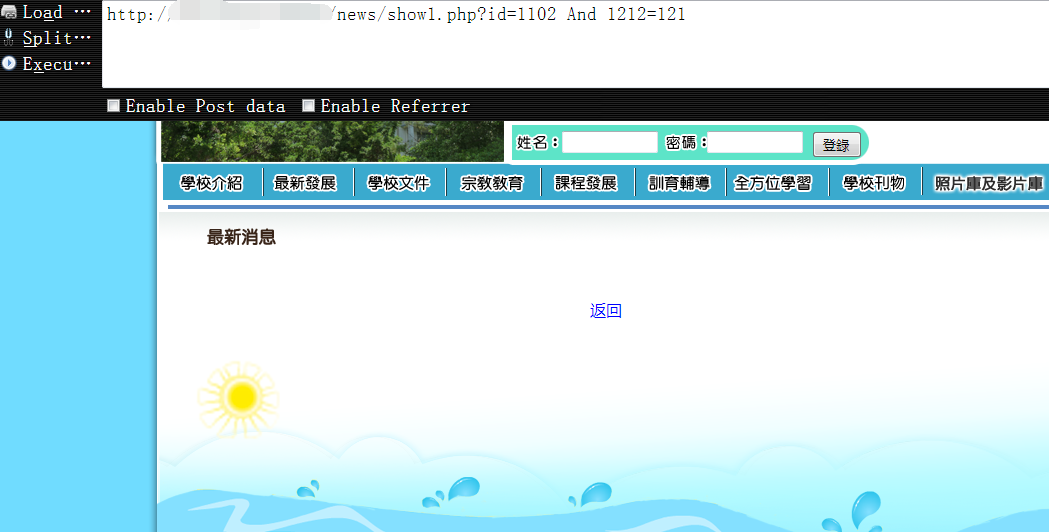 Load ···
http:// /news/show1.php?id=1102 And 1212=121
Split···
Execu···
Enable Post data Enable Referrer
姓名： 密碼： 登錄
學校介紹 最新發展 學校文件 宗教教育 課程發展 訓育輔導 全方位學習 學校刊物 照片庫及影片庫
最新消息
返回